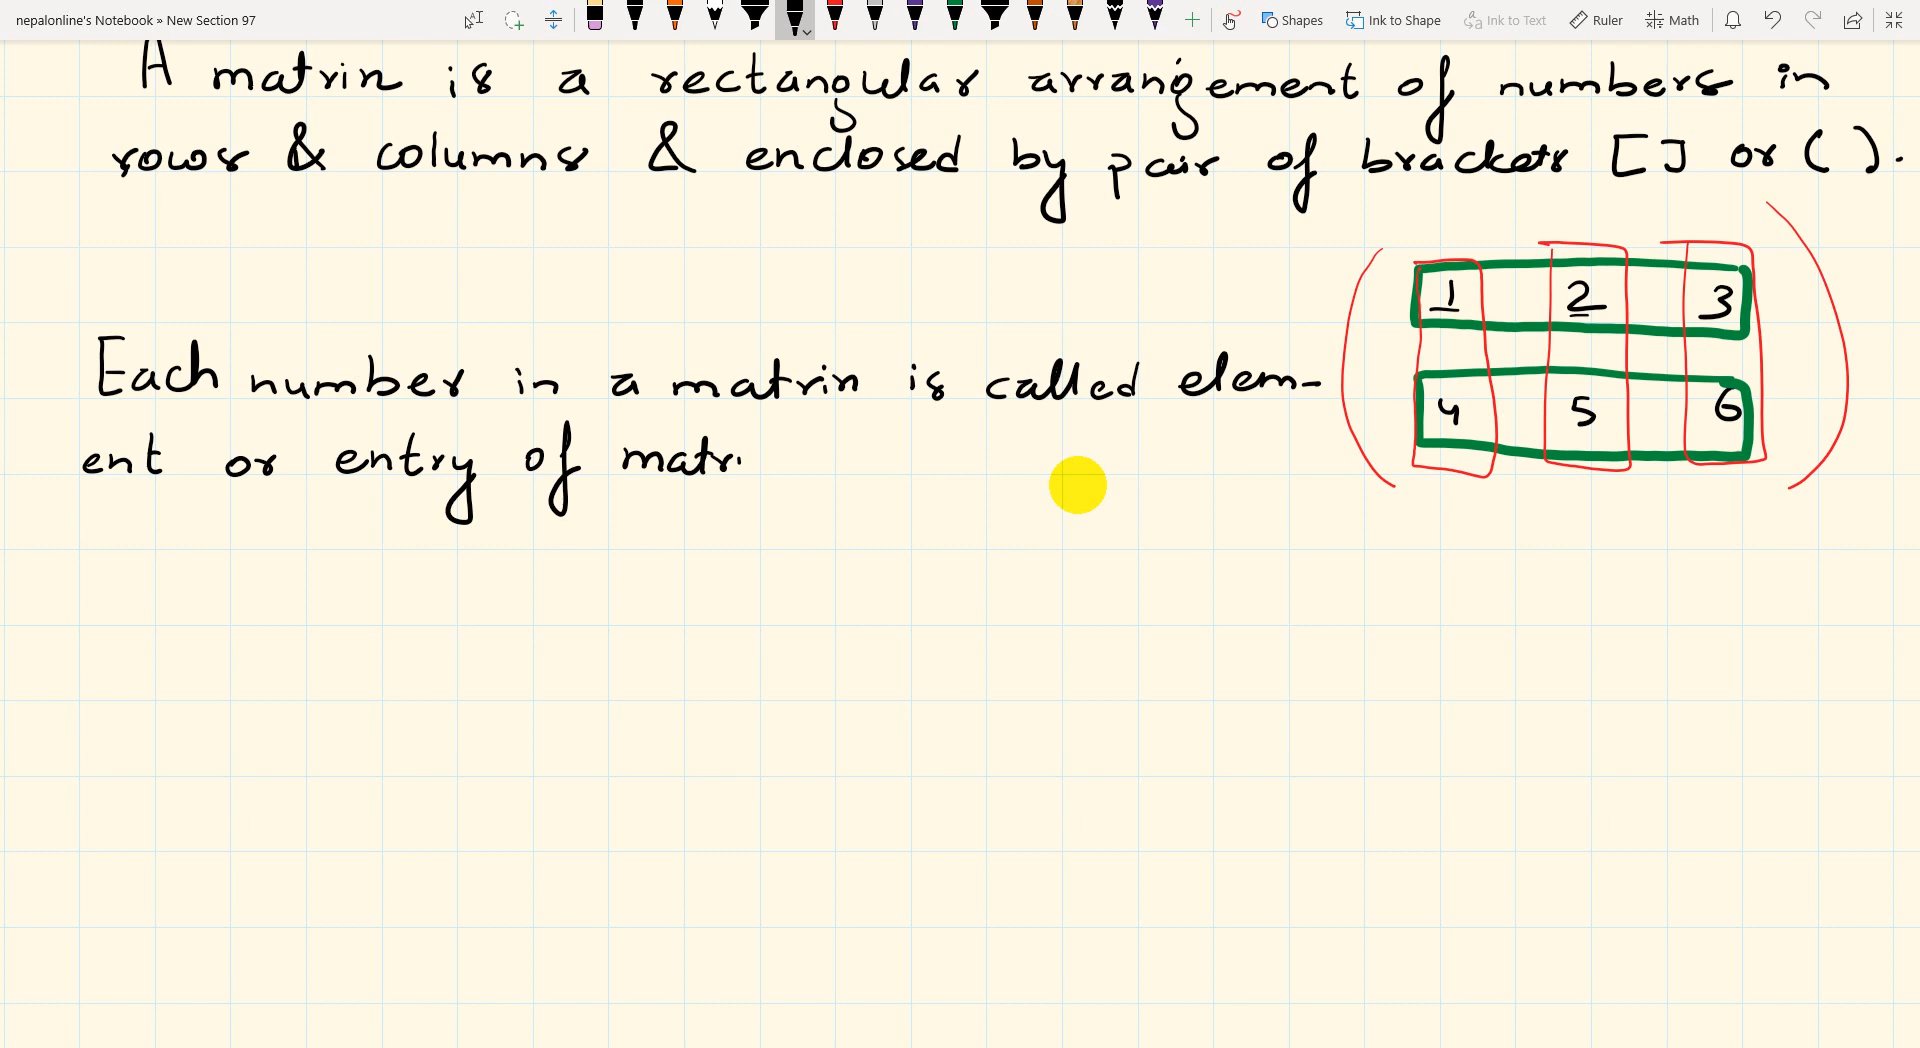 nepalonline's Notebook » New Section 97
Shapes Ink to Shape Ink to Text Ruler Math
A matrix is a rectangular arrangement of numbers in
rows & columns & enclosed by pair of brackets [] or ( ).
1 2 3
Each number in a matrix is called elem-
4 5 6
ent or entry of matri